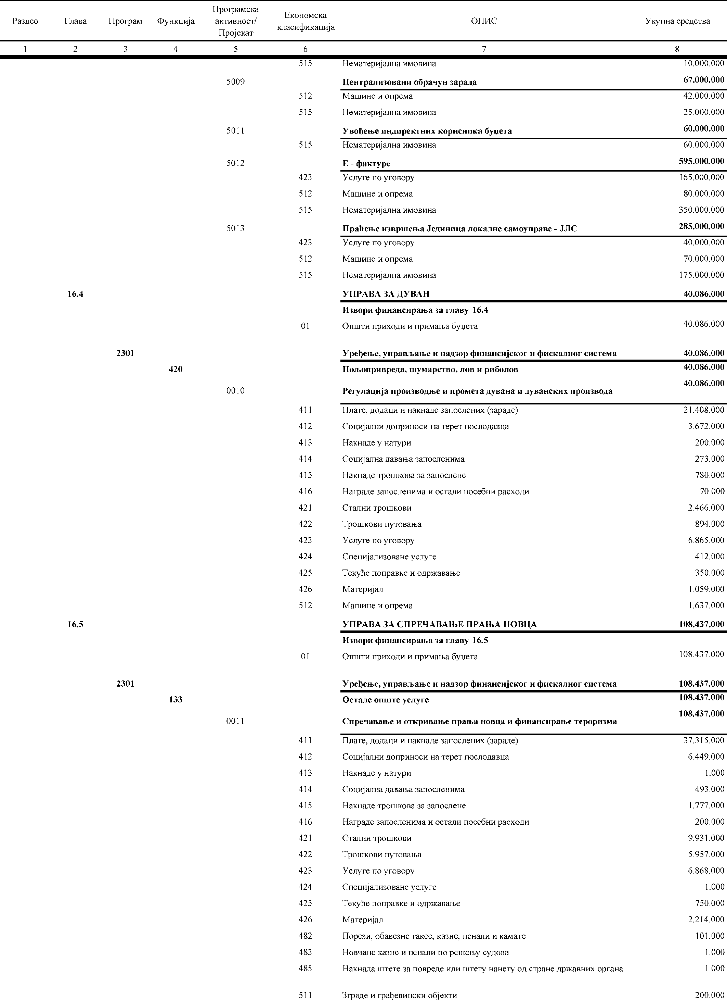 Раздео Глава Програм Функција Програмска активност/ Пројекат Економска класификација ОПИС Укупна средства
1 2 3 4 5 6 7 8
515 Нематеријална имовина 10.000.000
5009 Централизовани обрачун зарада 67.000.000
512 Машине и опрема 42.000.000
515 Нематеријална имовина 25.000.000
5011 Увођење индиректних корисника буџета 60.000.000
515 Нематеријална имовина 60.000.000
5012 Е - фактуре 595.000.000
423 Услуге по уговору 165.000.000
512 Машине и опрема 80.000.000
515 Нематеријална имовина 350.000.000
5013 Праћење извршења Јединица локалне самоуправе - ЈЛС 285.000.000
423 Услуге по уговору 40.000.000
512 Машине и опрема 70.000.000
515 Нематеријална имовина 175.000.000
16.4 УПРАВА ЗА ДУВАН 40.086.000
Извори финансирања за главу 16.4
01 Општи приходи и примања буџета 40.086.000
2301 Уређење, управљање и надзор финансијског и фискалног система 40.086.000
420 Пољопривреда, шумарство, лов и риболов 40.086.000
0010 Регулација производње и промета дувана и дуванских производа 40.086.000
411 Плате, додаци и накнаде запослених (зараде) 21.408.000
412 Социјални доприноси на терет послодавца 3.672.000
413 Накнаде у натури 200.000
414 Социјална давања запосленима 273.000
415 Накнаде трошкова за запослене 780.000
416 Награде запосленима и остали посебни расходи 70.000
421 Стални трошкови 2.466.000
422 Трошкови путовања 894.000
423 Услуге по уговору 6.865.000
424 Специјализоване услуге 412.000
425 Текуће поправке и одржавање 350.000
426 Материјал 1.059.000
512 Машине и опрема 1.637.000
16.5 УПРАВА ЗА СПРЕЧАВАЊЕ ПРАЊА НОВЦА 108.437.000
Извори финансирања за главу 16.5
01 Општи приходи и примања буџета 108.437.000
2301 Уређење, управљање и надзор финансијског и фискалног система 108.437.000
133 Остале опште услуге 108.437.000
0011 Спречавање и откривање прања новца и финансирање тероризма 108.437.000
411 Плате, додаци и накнаде запослених (зараде) 37.315.000
412 Социјални доприноси на терет послодавца 6.449.000
413 Накнаде у натури 1.000
414 Социјална давања запосленима 493.000
415 Накнаде трошкова за запослене 1.777.000
416 Награде запосленима и остали посебни расходи 200.000
421 Стални трошкови 9.931.000
422 Трошкови путовања 5.957.000
423 Услуге по уговору 6.868.000
424 Специјализоване услуге 1.000
425 Текуће поправке и одржавање 750.000
426 Материјал 2.214.000
482 Порези, обавезне таксе, казне, пенали и камате 101.000
483 Новчане казне и пенали по решењу судова 1.000
485 Накнада штете за повреде или штету нанету од стране државних органа 1.000
511 Зграде и грађевински објекти 200.000